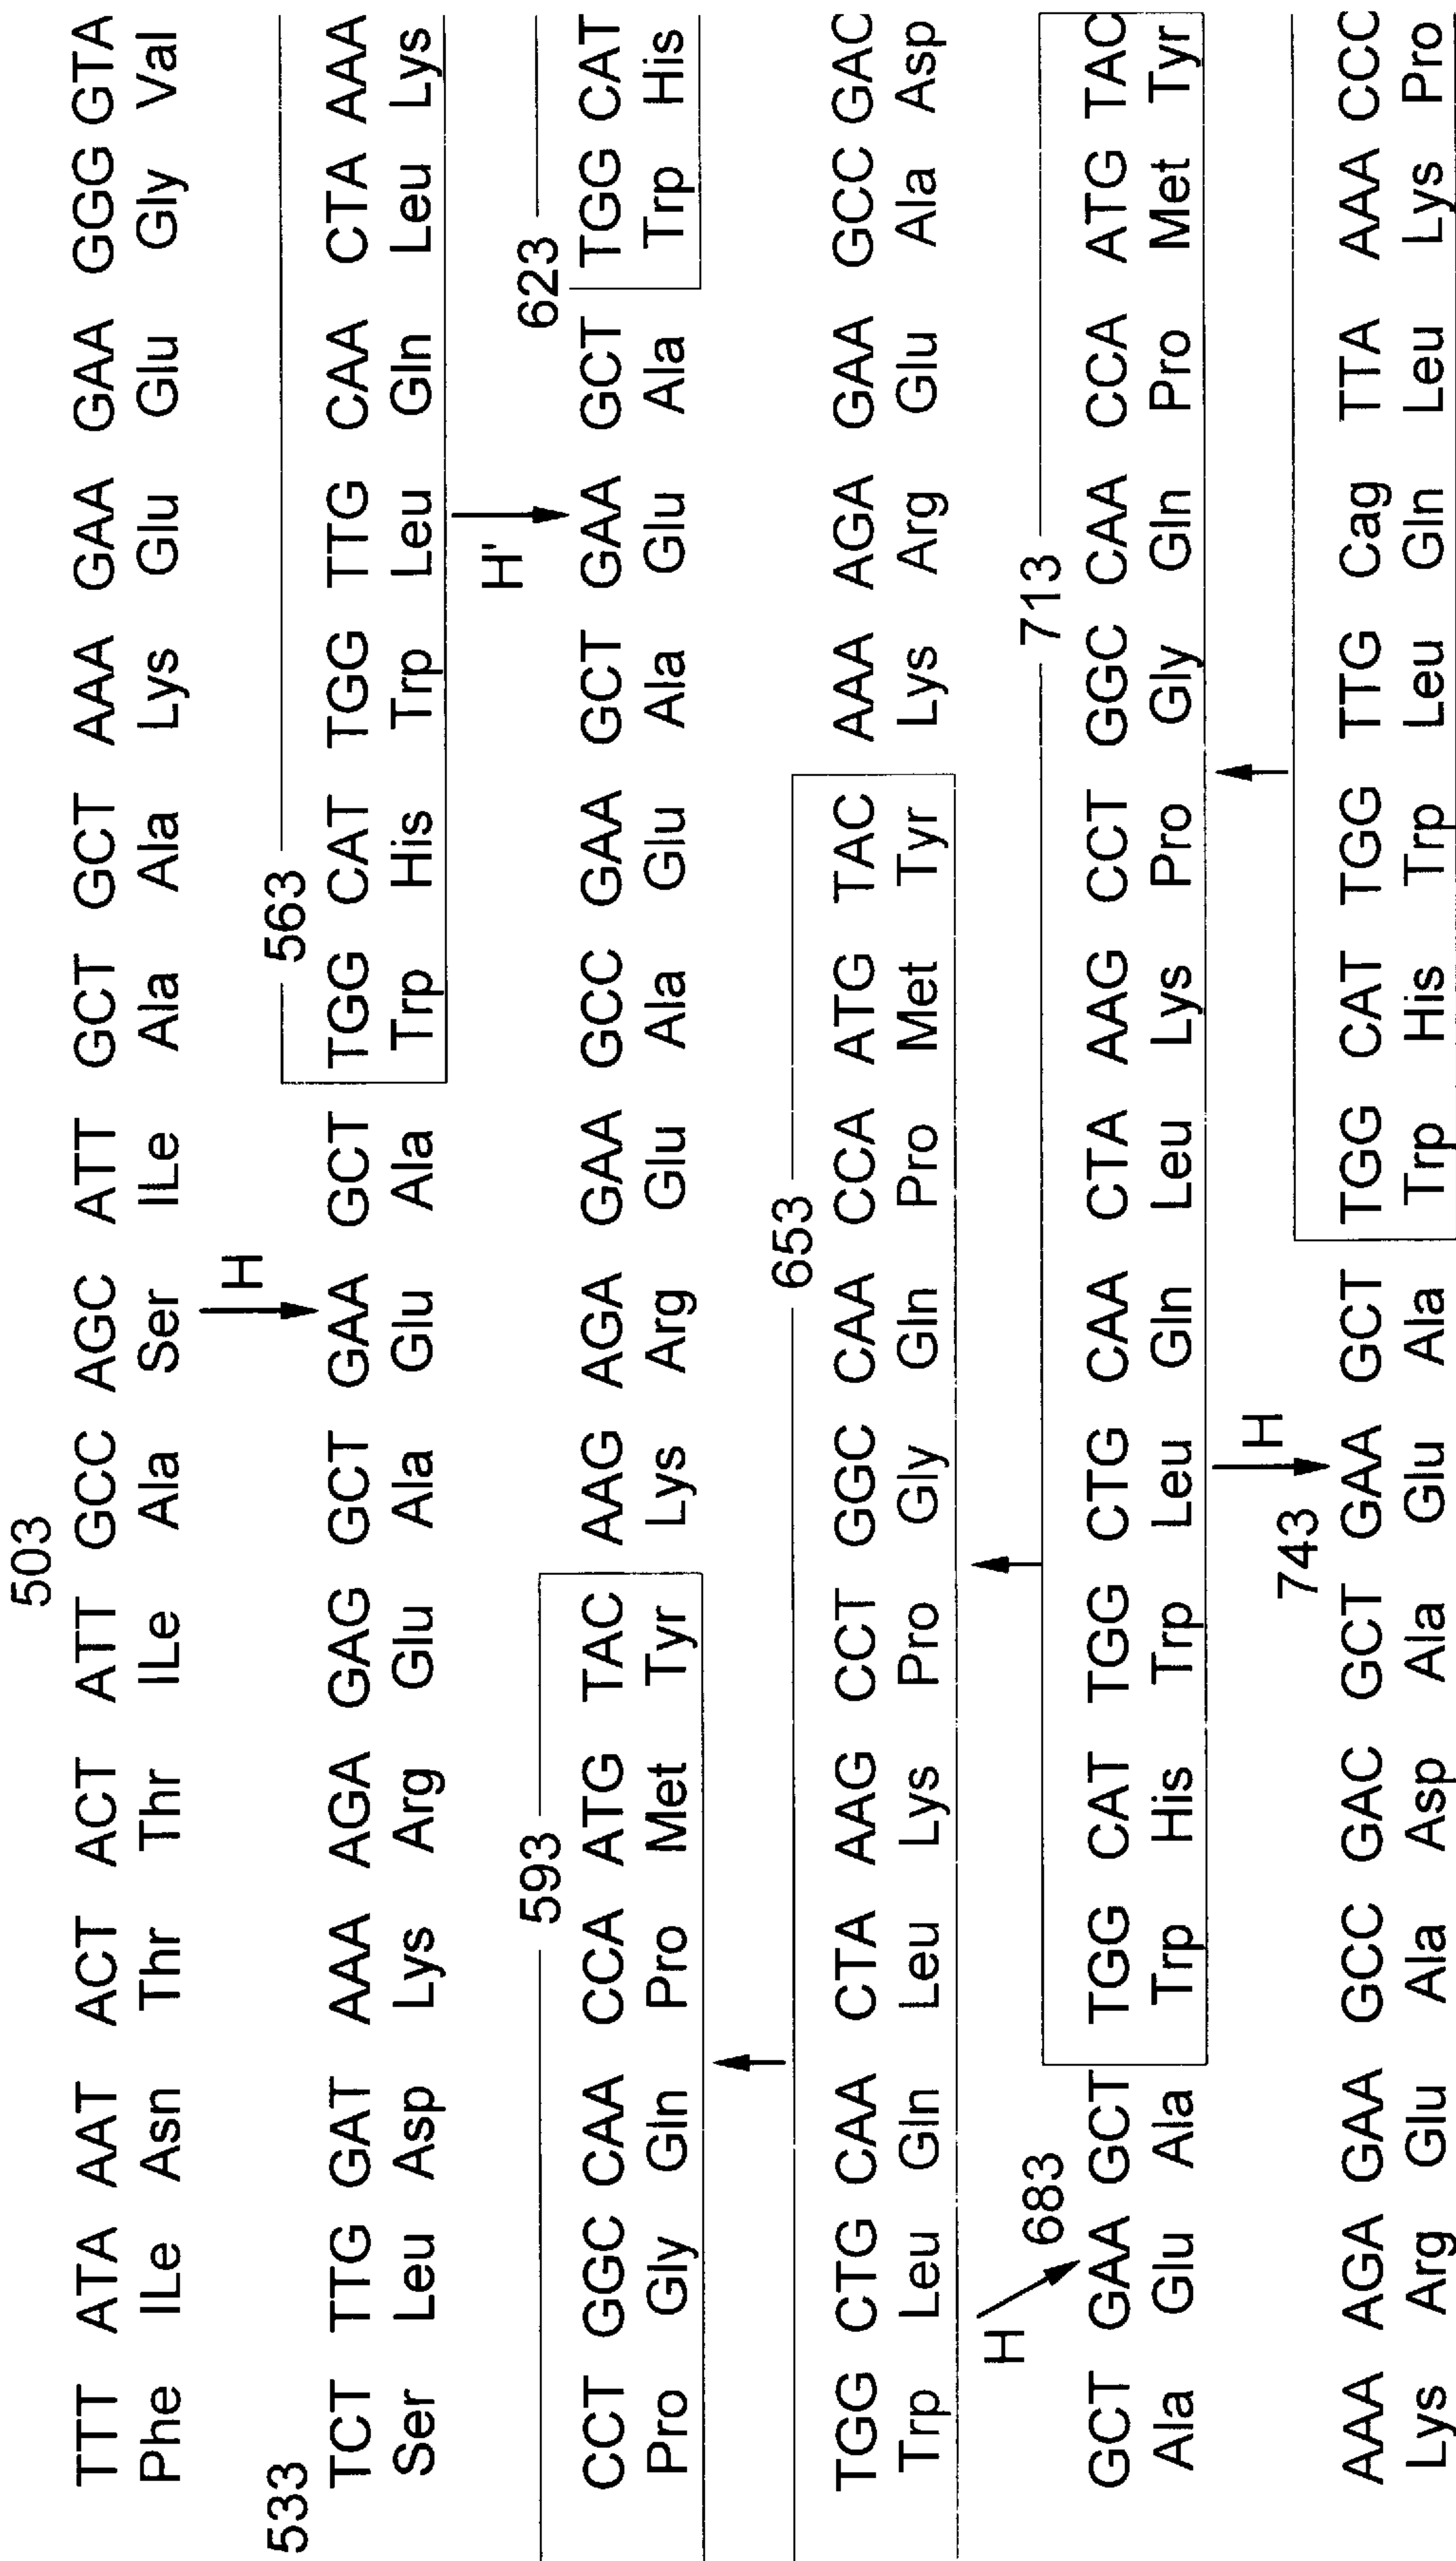 503
TTT ATA AAT ACT ACT ATT GCC AGC ATT GCT GCT AAA GAA GAA GGG GTA
Phe ILe Asn Thr Thr ILe Ala Ser ILe Ala Ala Lys Glu Glu Gly Val
H
533 563
TCT TTG GAT AAA AGA GAG GCT GAA GCT TGG CAT TGG TTG CAA CTA AAA
Ser Leu Asp Lys Arg Glu Ala Glu Ala Trp His Trp Leu Gln Leu Lys
H'
593 623
CCT GGC CAA CCA ATG TAC AAG AGA GAA GCC GAA GCT GAA GCT TGG CAT
Pro Gly Gln Pro Met Tyr Lys Arg Glu Ala Glu Ala Glu Ala Trp His
653
TGG CTG CAA CTA AAG CCT GGC CAA CCA ATG TAC AAA AGA GAA GCC GAC
Trp Leu Gln Leu Lys Pro Gly Gln Pro Met Tyr Lys Arg Glu Ala Asp
H 683 713
GCT GAA GCT TGG CAT TGG CTG CAA CTA AAG CCT GGC CAA CCA ATG TAC
Ala Glu Ala Trp His Trp Leu Gln Leu Lys Pro Gly Gln Pro Met Tyr
H
743
AAA AGA GAA GCC GAC GCT GAA GCT TGG CAT TGG TTG Cag TTA AAA CCC
Lys Arg Glu Ala Asp Ala Glu Ala Trp His Trp Leu Gln Leu Lys Pro